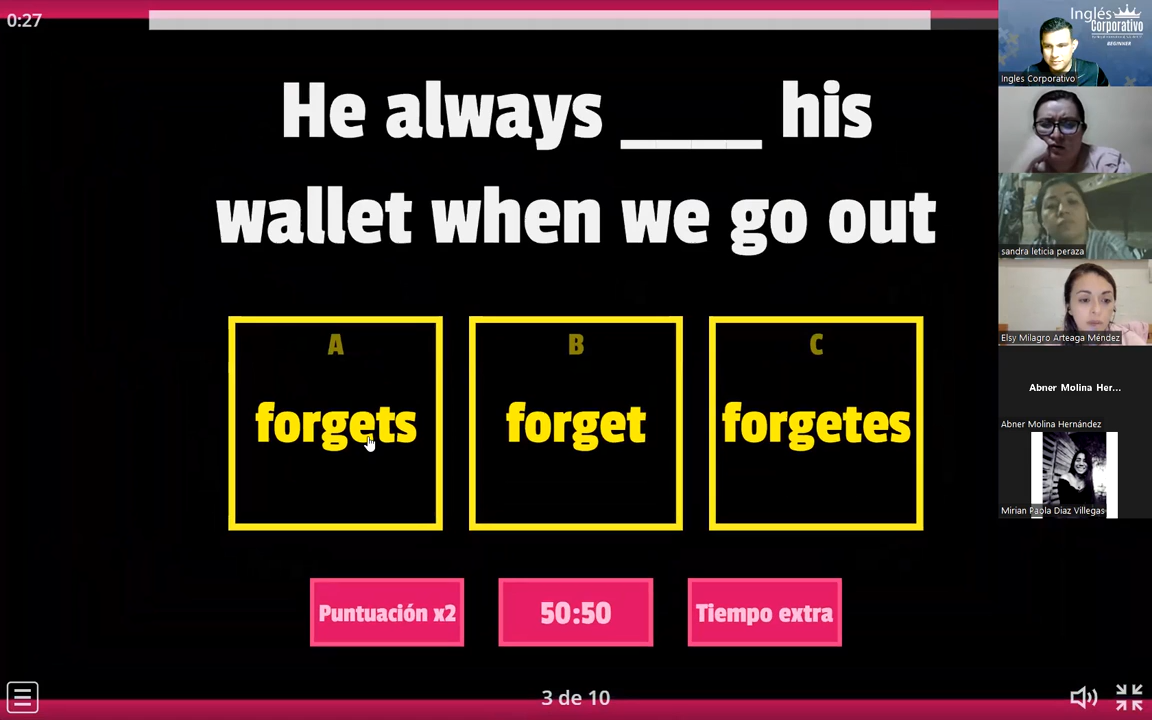 0:27
He always ____ his
wallet when we go out
A
forgets
B
forget
C
forgetes
Puntuación x2
50:50
Tiempo extra
3 de 10
Inglés
Corporativo
BEGINNER
Ingles Corporativo
sandra leticia peraza
Elsy Milagro Arteaga Méndez
Abner Molina Her...
Abner Molina Hernández
Mirian Paola Diaz Villegas